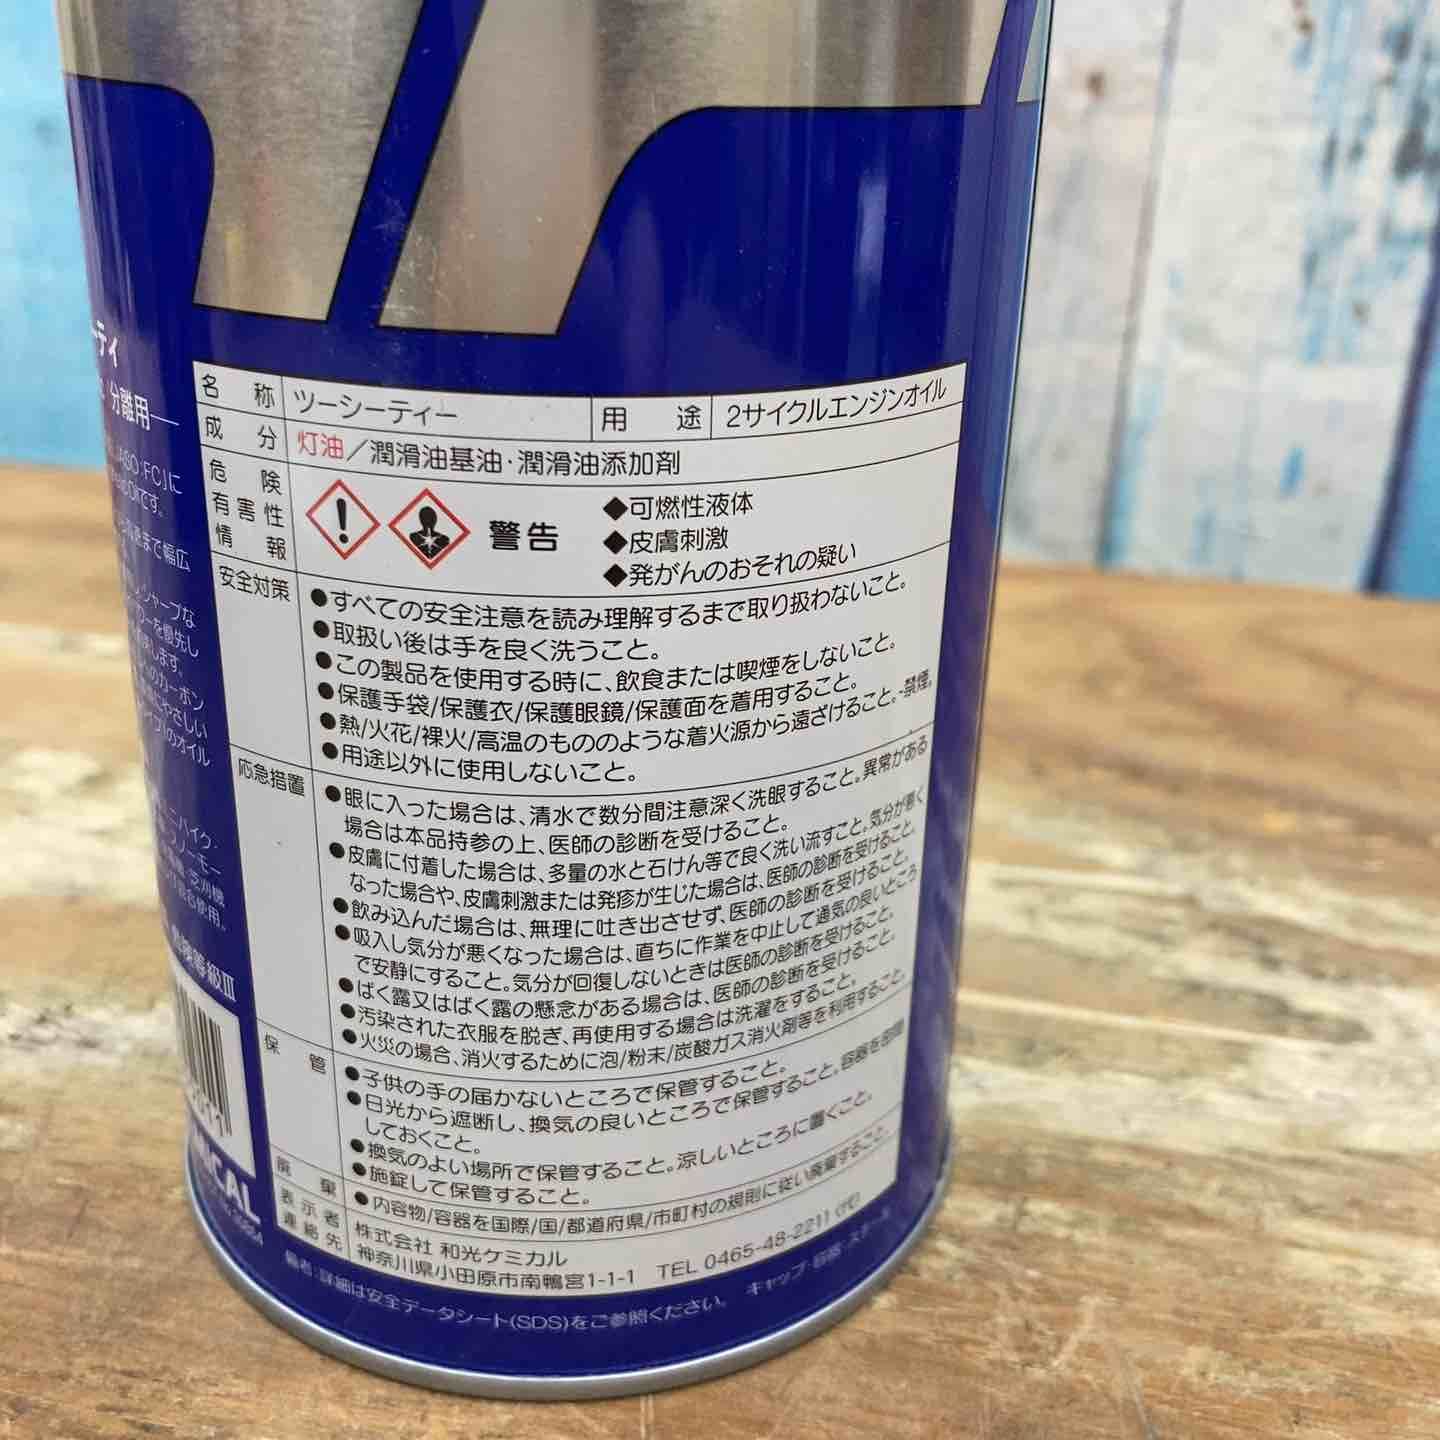 ーティ
分離用
名称 ツーシーティー 用途 2サイクルエンジンオイル
成分 灯油/潤滑油基油・潤滑油添加剤
危険有害性情報 警告
◆可燃性液体
◆皮膚刺激
◆発がんのおそれの疑い
安全対策
●すべての安全注意を読み理解するまで取り扱わないこと。
●取扱い後は手を良く洗うこと。
●この製品を使用する時に、飲食または喫煙をしないこと。
●保護手袋/保護衣/保護眼鏡/保護面を着用すること。
●熱/火花/裸火/高温のもののような着火源から遠ざけること。-禁煙。
●用途以外に使用しないこと。
応急措置
●眼に入った場合は、清水で数分間注意深く洗眼すること。異常がある
場合は本品持参の上、医師の診断を受けること。
●皮膚に付着した場合は、多量の水と石けん等で良く洗い流すこと。気分が悪く
なった場合や、皮膚刺激または発疹が生じた場合は、医師の診断を受けること。
●飲み込んだ場合は、無理に吐き出させず、医師の診断を受けること。
●吸入し気分が悪くなった場合は、直ちに作業を中止して通気の良いところ
で安静にすること。気分が回復しないときは医師の診断を受けること。
●ばく露又はばく露の懸念がある場合は、医師の診断を受けること。
●汚染された衣服を脱ぎ、再使用する場合は洗濯をすること。
●火災の場合、消火するために泡/粉末/炭酸ガス消火剤等を利用すること。
保管
●子供の手の届かないところで保管すること。
●日光から遮断し、換気の良いところで保管すること。容器を密閉
しておくこと。
●換気のよい場所で保管すること。涼しいところに置くこと。
●施錠して保管すること。
廃棄 ●内容物/容器を国際/国/都道府県/市町村の規則に従い廃棄すること。
表示者連絡先
株式会社 和光ケミカル
神奈川県小田原市南鴨宮1-1-1 TEL 0465-48-2211(代)
備考:詳細は安全データシート(SDS)をご参照ください。 キャップ・容器:スチール
等級Ⅲ
MICAL